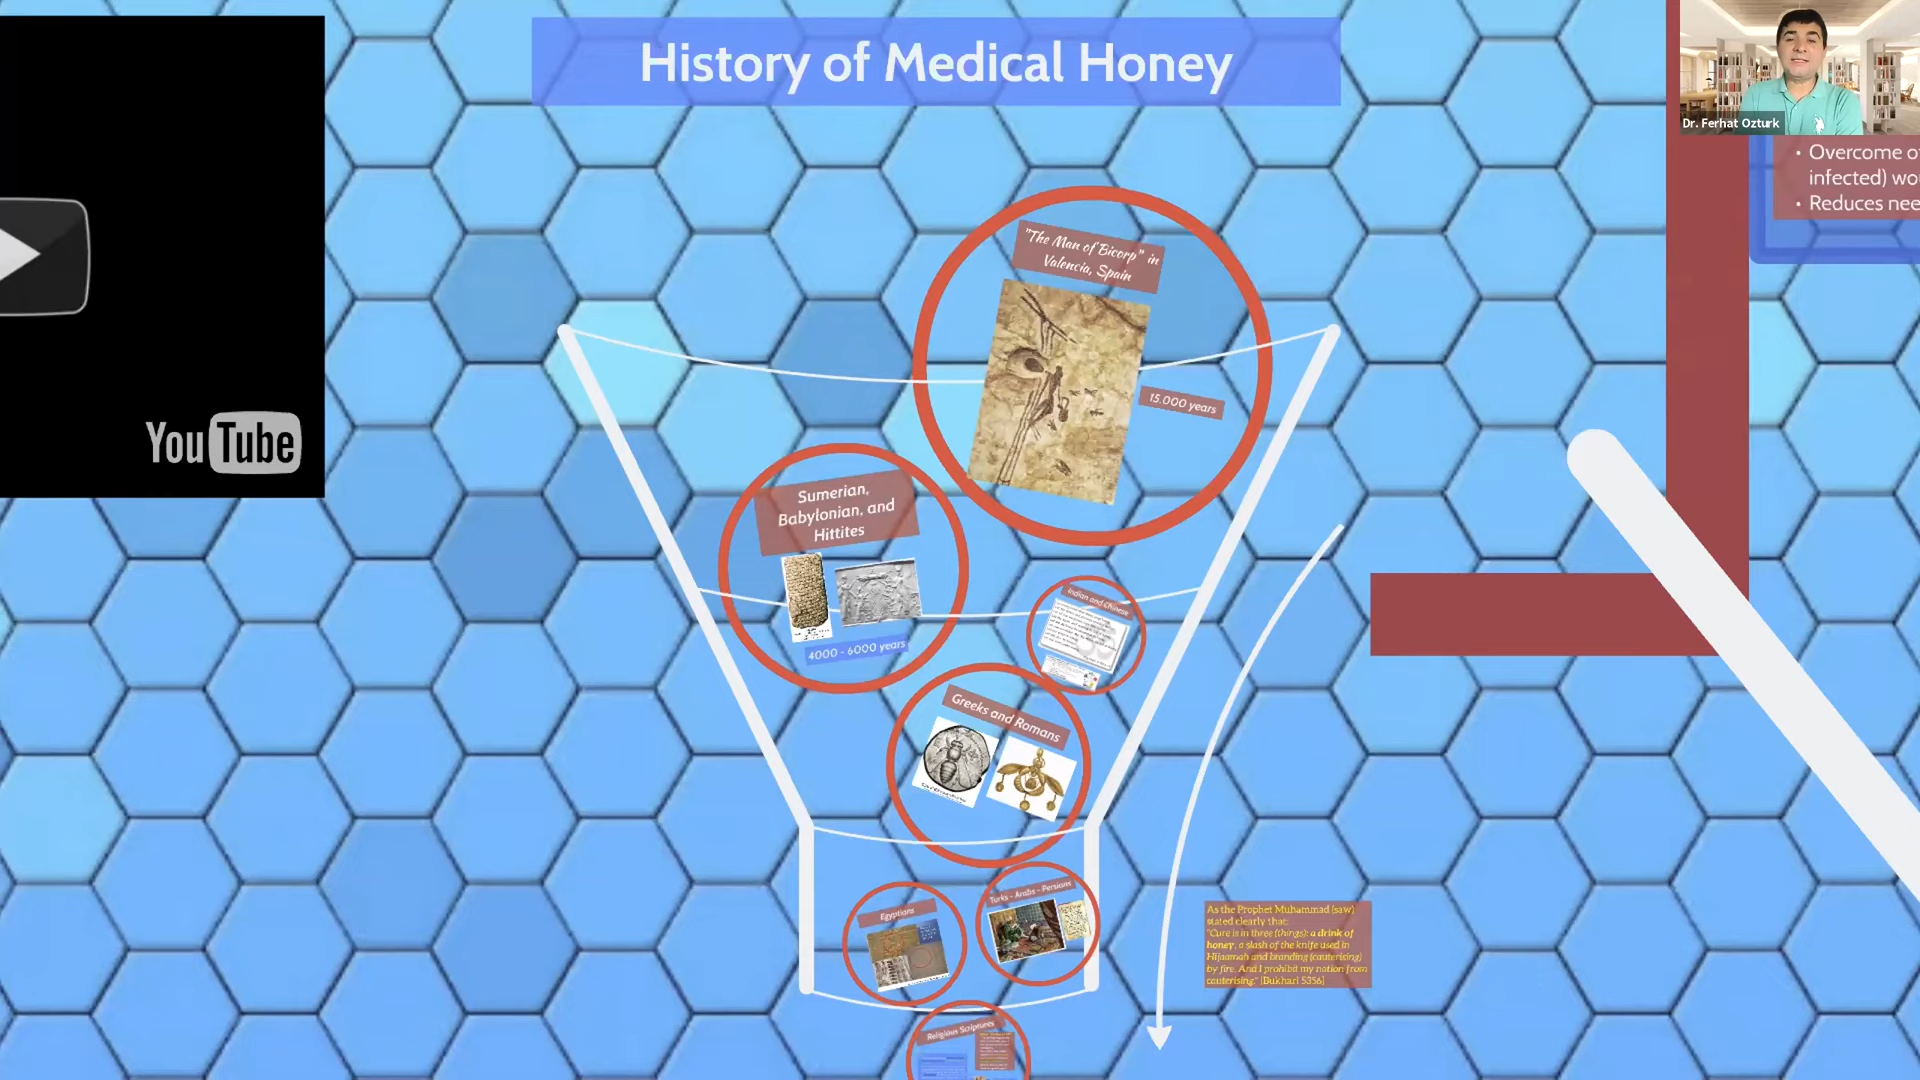 History of Medical Honey
Dr. Ferhat Ozturk
• Overcome
infected)
• Reduces
YouTube
"The Man of Bicorp" in
Valencia, Spain
15.000 years
Sumerian,
Babylonian, and
Hittites
4000 - 6000 years
Indian and Chinese
Greeks and Romans
Egyptians
Turks - Arabs - Persians
As the Prophet Muhammad (saw)
stated clearly that:
"Cure is in three (things): a drink of
honey, a slash of the knife used in
Hijaamah and branding (cauterising)
by fire. And I prohibit my nation from
cauterising." [Bukhari 5356]
Religious Scriptures